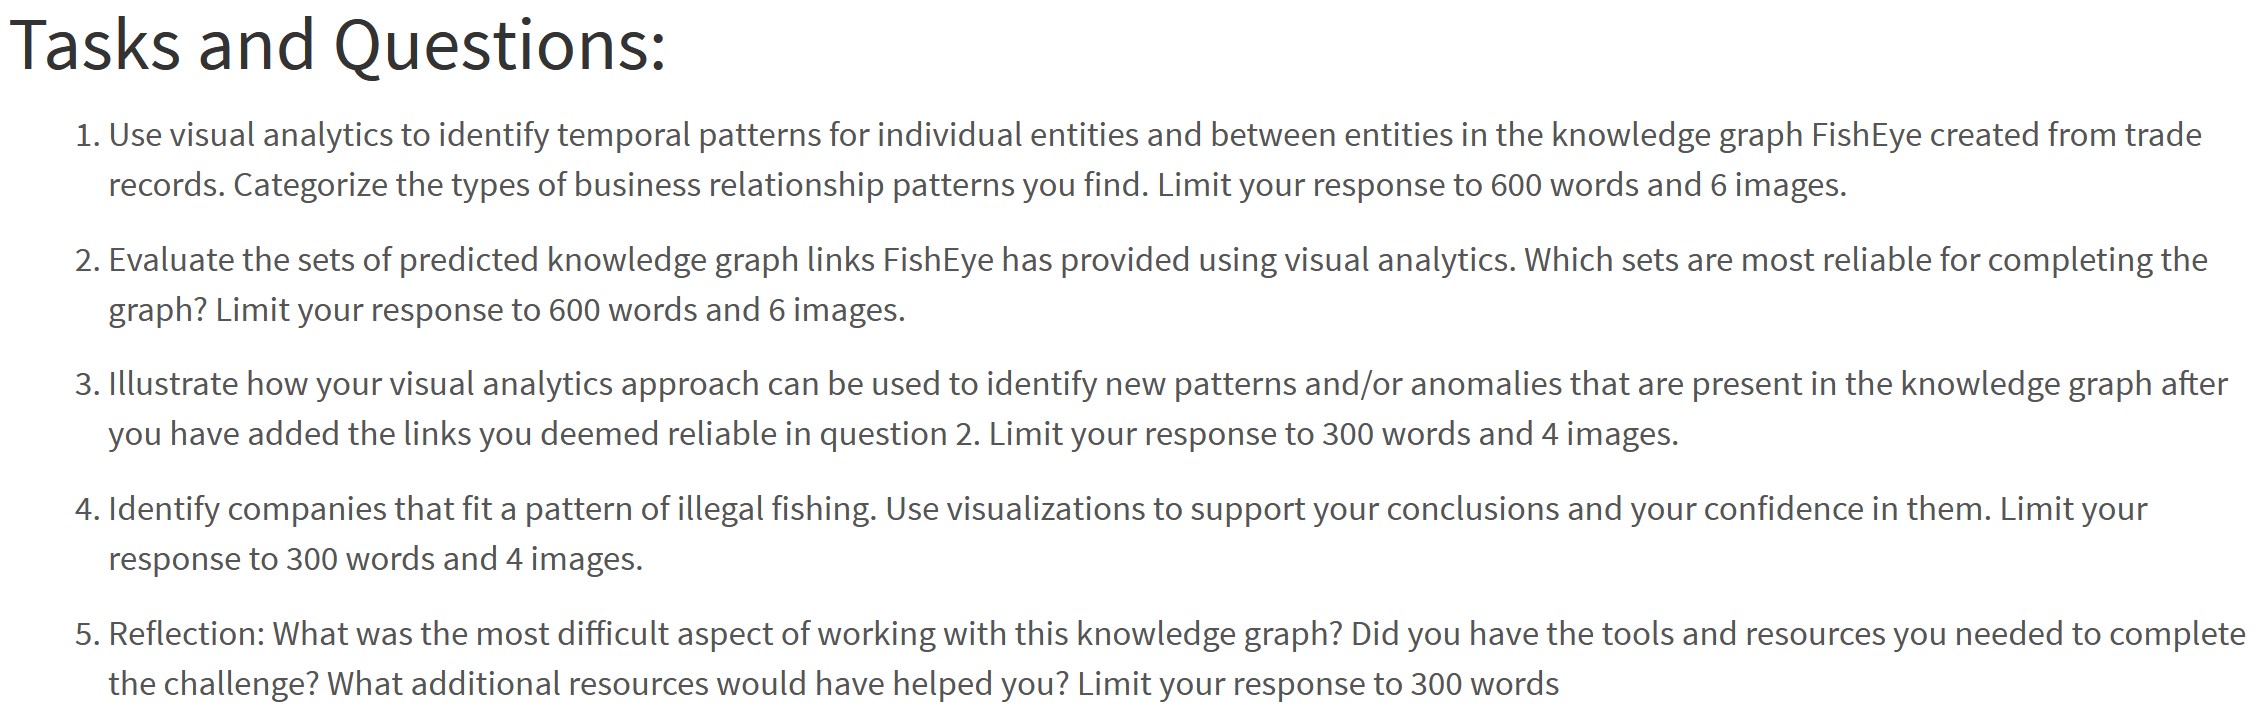 Tasks and Questions:
1. Use visual analytics to identify temporal patterns for individual entities and between entities in the knowledge graph FishEye created from trade
records. Categorize the types of business relationship patterns you find. Limit your response to 600 words and 6 images.
2. Evaluate the sets of predicted knowledge graph links FishEye has provided using visual analytics. Which sets are most reliable for completing the
graph? Limit your response to 600 words and 6 images.
3. Illustrate how your visual analytics approach can be used to identify new patterns and/or anomalies that are present in the knowledge graph after
you have added the links you deemed reliable in question 2. Limit your response to 300 words and 4 images.
4. Identify companies that fit a pattern of illegal fishing. Use visualizations to support your conclusions and your confidence in them. Limit your
response to 300 words and 4 images.
5. Reflection: What was the most difficult aspect of working with this knowledge graph? Did you have the tools and resources you needed to complete
the challenge? What additional resources would have helped you? Limit your response to 300 words